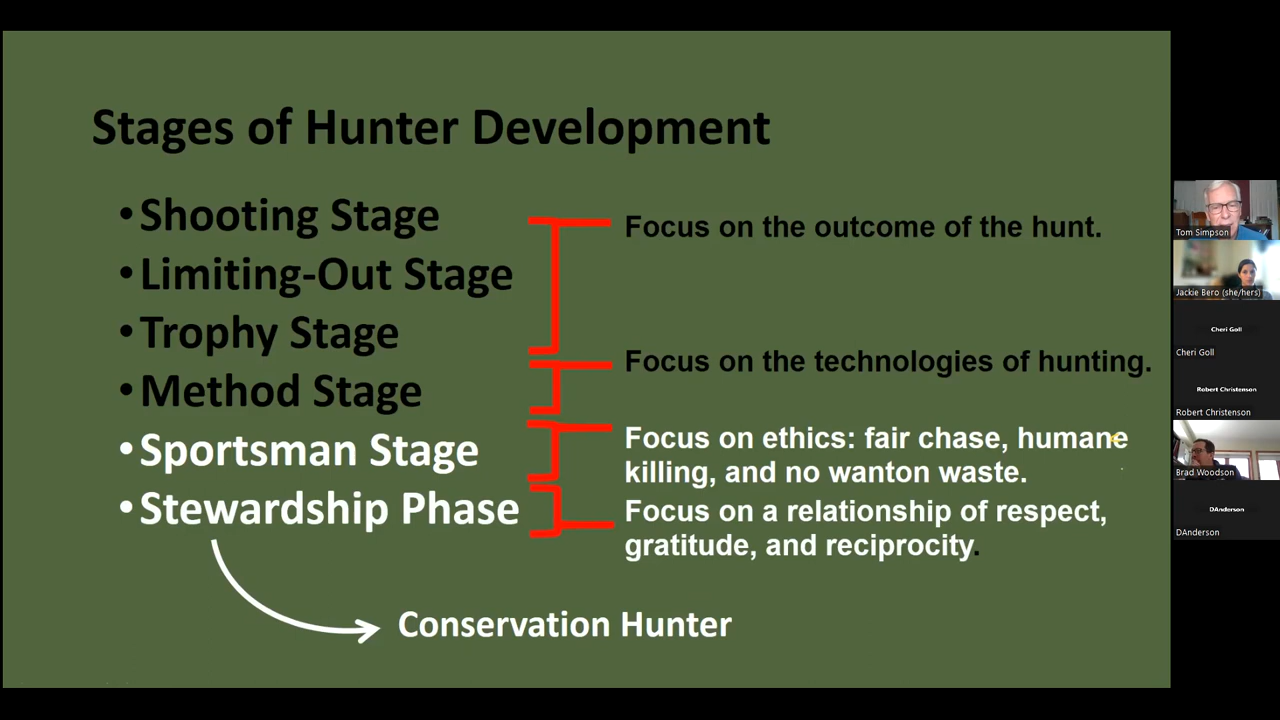 Stages of Hunter Development
•Shooting Stage
•Limiting-Out Stage
•Trophy Stage
•Method Stage
•Sportsman Stage
•Stewardship Phase
Focus on the outcome of the hunt.
Focus on the technologies of hunting.
Focus on ethics: fair chase, humane
killing, and no wanton waste.
Focus on a relationship of respect,
gratitude, and reciprocity.
Conservation Hunter
Tom Simpson
Jackie Bero (she/hers)
Cheri Goll
Cheri Goll
Robert Christenson
Robert Christenson
Brad Woodson
DAnderson
DAnderson